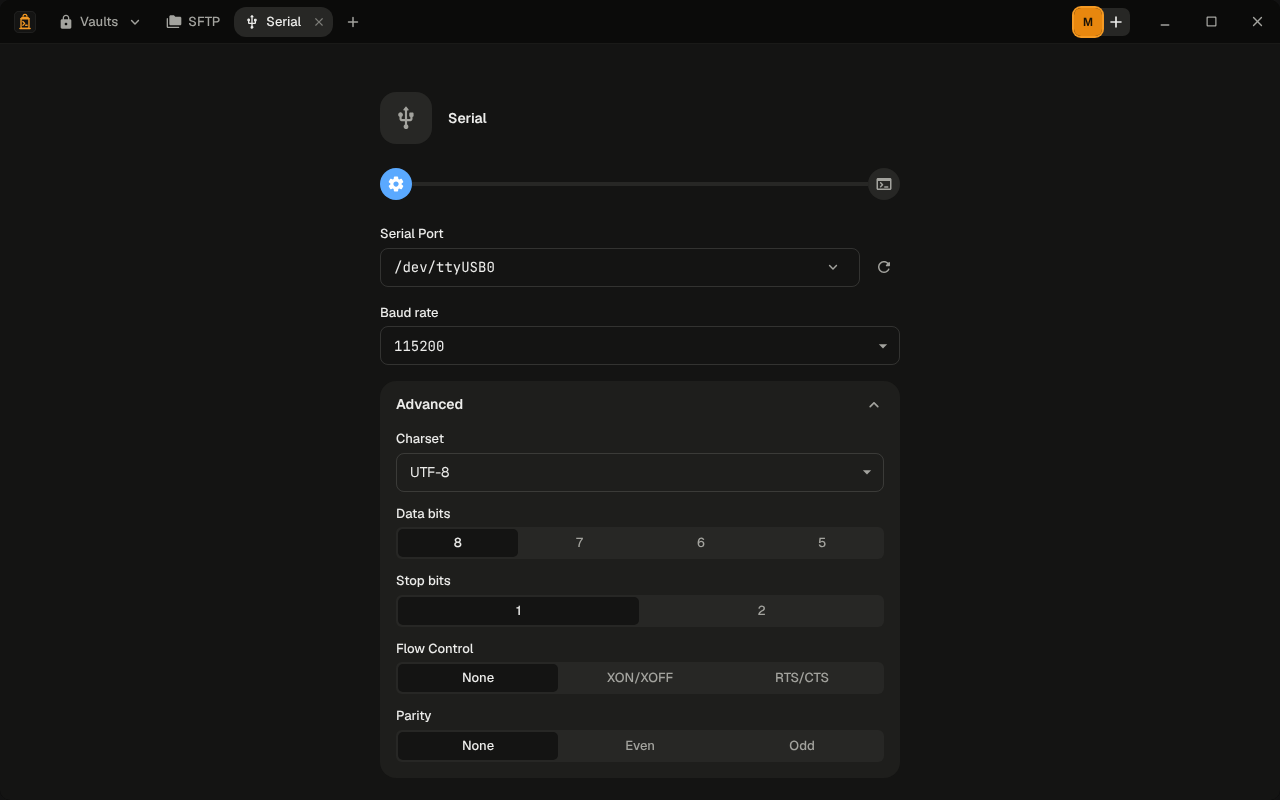 Vaults SFTP Serial M
Serial
Serial Port
/dev/ttyUSB0
Baud rate
115200
Advanced
Charset
UTF-8
Data bits
8 7 6 5
Stop bits
1 2
Flow Control
None XON/XOFF RTS/CTS
Parity
None Even Odd